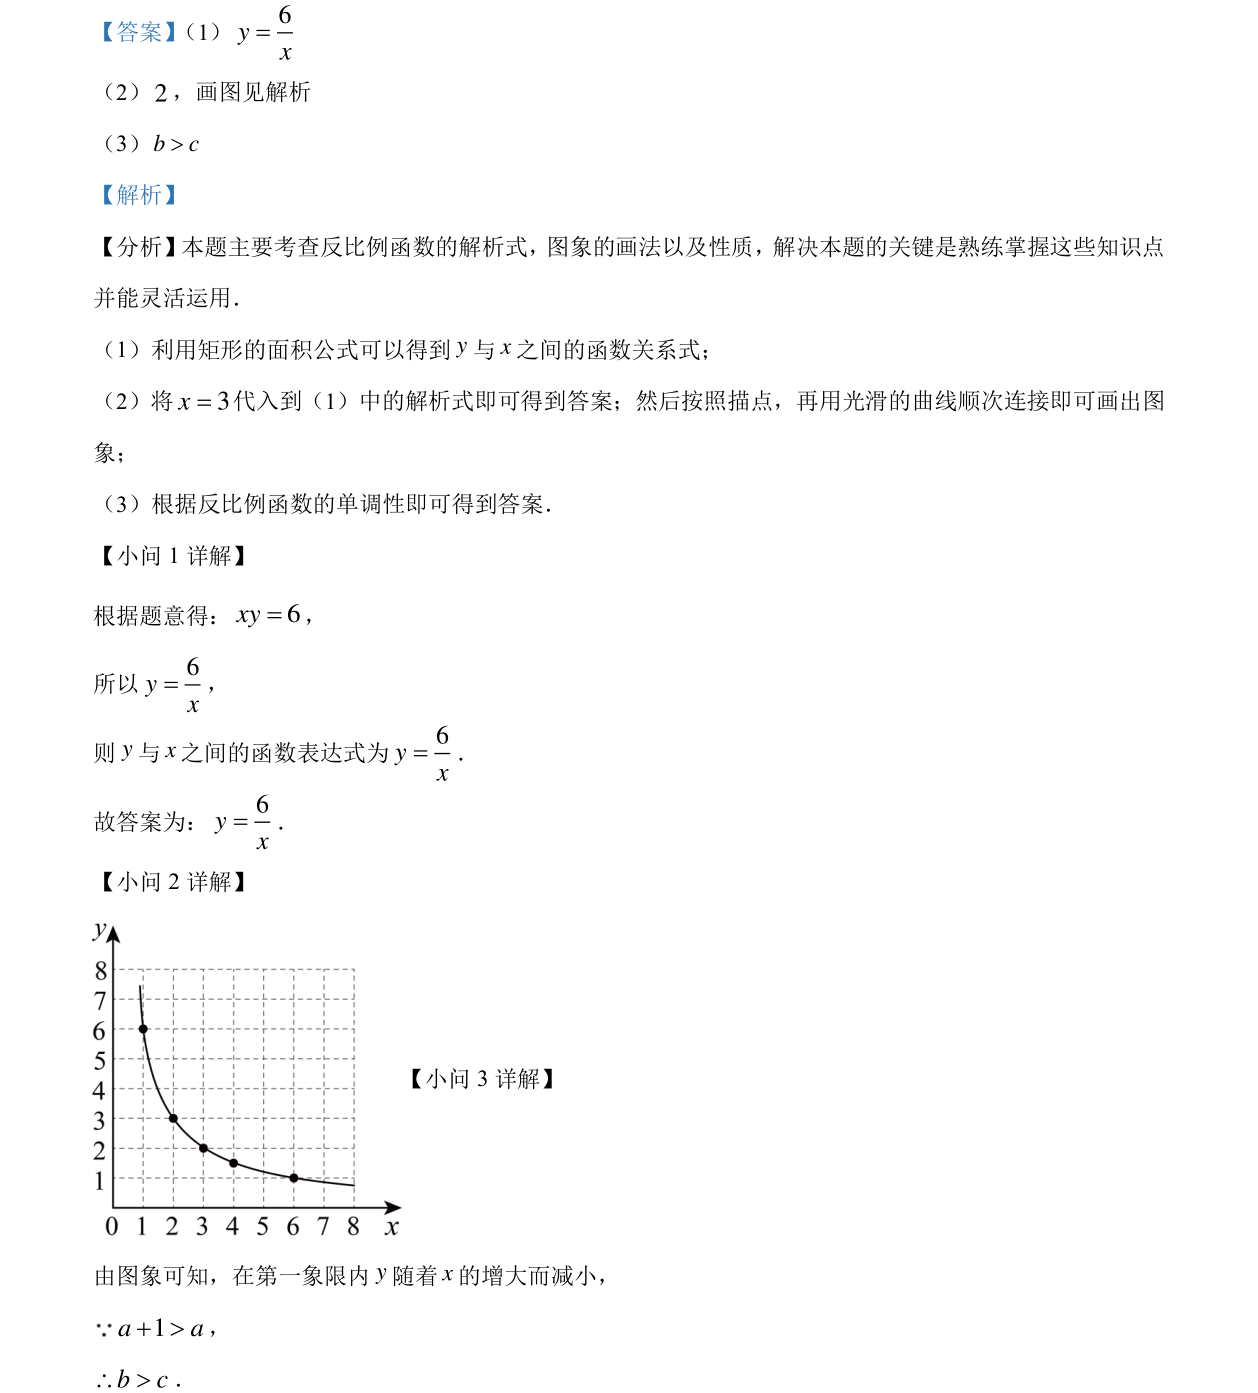 【答案】（1）y=6/x
（2）2，画图见解析
（3）b>c
【解析】
【分析】本题主要考查反比例函数的解析式，图象的画法以及性质，解决本题的关键是熟练掌握这些知识点
并能灵活运用．
（1）利用矩形的面积公式可以得到y与x之间的函数关系式；
（2）将x=3代入到（1）中的解析式即可得到答案；然后按照描点，再用光滑的曲线顺次连接即可画出图
象；
（3）根据反比例函数的单调性即可得到答案．
【小问1详解】
根据题意得：xy=6，
所以y=6/x，
则y与x之间的函数表达式为y=6/x．
故答案为：y=6/x．
【小问2详解】
y
8
7
6
5
4
3
2
1
0 1 2 3 4 5 6 7 8 x
【小问3详解】
由图象可知，在第一象限内y随着x的增大而减小，
∵a+1>a，
∴b>c．